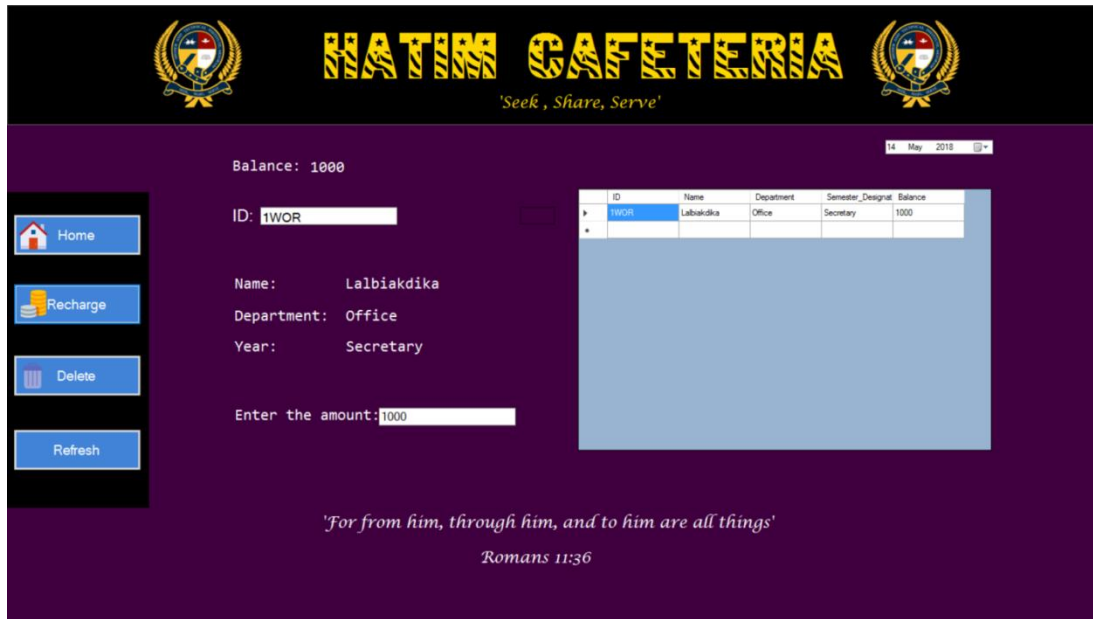 HATIM CAFETERIA
'Seek , Share, Serve'
14 May 2018
Balance: 1000
ID: 1WOR
ID Name Department Semester_Designat Balance
1WOR Lalbiakdika Office Secretary 1000
Home
Recharge
Delete
Refresh
Name: Lalbiakdika
Department: Office
Year: Secretary
Enter the amount: 1000
'For from him, through him, and to him are all things'
Romans 11:36